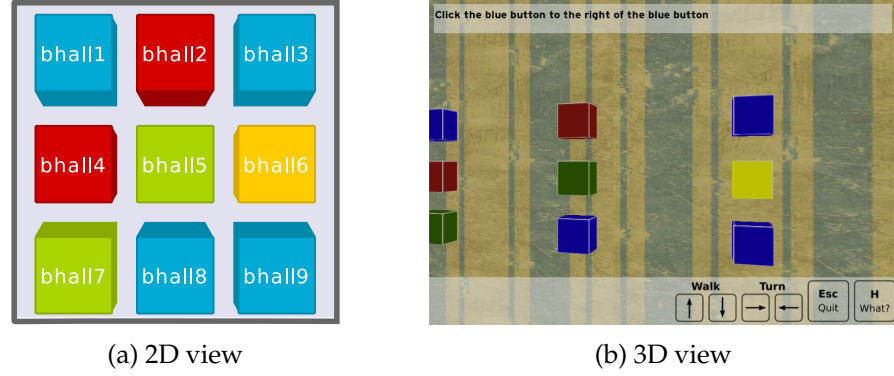 bhall1 bhall2 bhall3
bhall4 bhall5 bhall6
bhall7 bhall8 bhall9
(a) 2D view
Click the blue button to the right of the blue button
Walk Turn Esc H
Quit What?
(b) 3D view